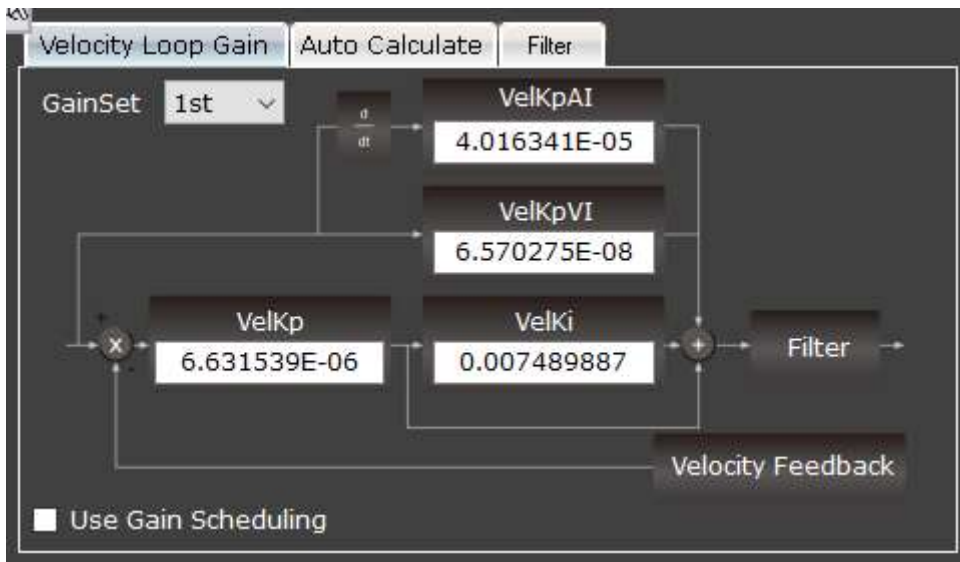 Velocity Loop Gain Auto Calculate Filter
GainSet 1st
d
dt
VelKpAI
4.016341E-05
VelKpVI
6.570275E-08
VelKp
6.631539E-06
VelKi
0.007489887
+
-
X
+
Filter
Velocity Feedback
Use Gain Scheduling